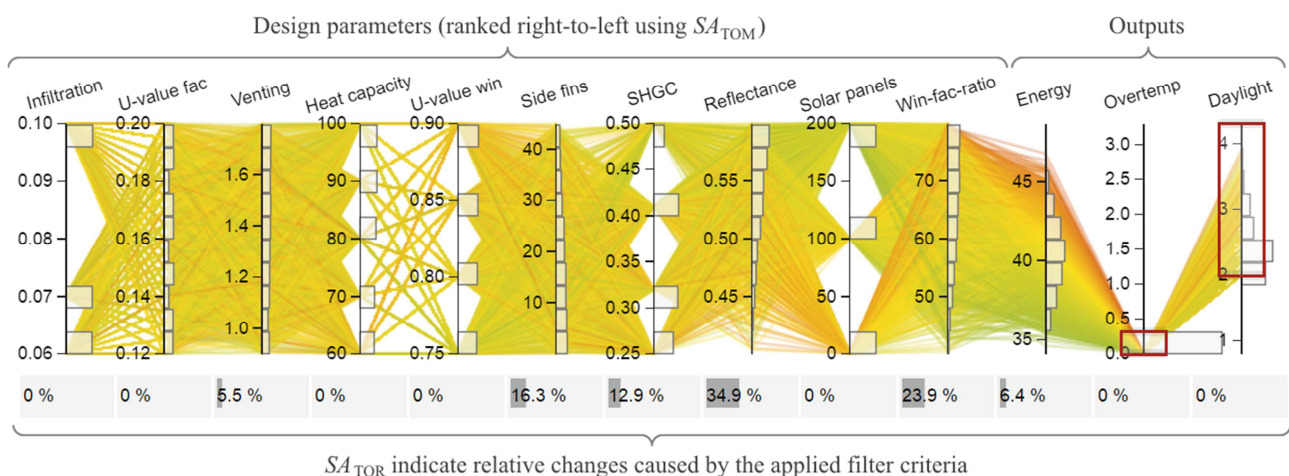 Design parameters (ranked right-to-left using SA_TOM)
Outputs
Infiltration U-value fac Venting Heat capacity U-value win Side fins SHGC Reflectance Solar panels Win-fac-ratio Energy Overtemp Daylight
0.10 0.20 100 0.90 0.50 200
0.09 0.18 1.6 90 0.85 40 0.45 0.55 150 70 45 3.0 4
0.08 0.16 1.4 80 0.80 30 0.40 0.50 100 60 40 2.5 3
0.07 0.14 1.2 70 0.75 20 0.35 0.45 50 50 35 2.0 2
0.06 0.12 1.0 60 10 0.30 0 1.5 1
0.25 1.0
0.5
0.0
0 % 0 % 5.5 % 0 % 0 % 16.3 % 12.9 % 34.9 % 0 % 23.9 % 6.4 % 0 % 0 %
SA_TOR indicate relative changes caused by the applied filter criteria